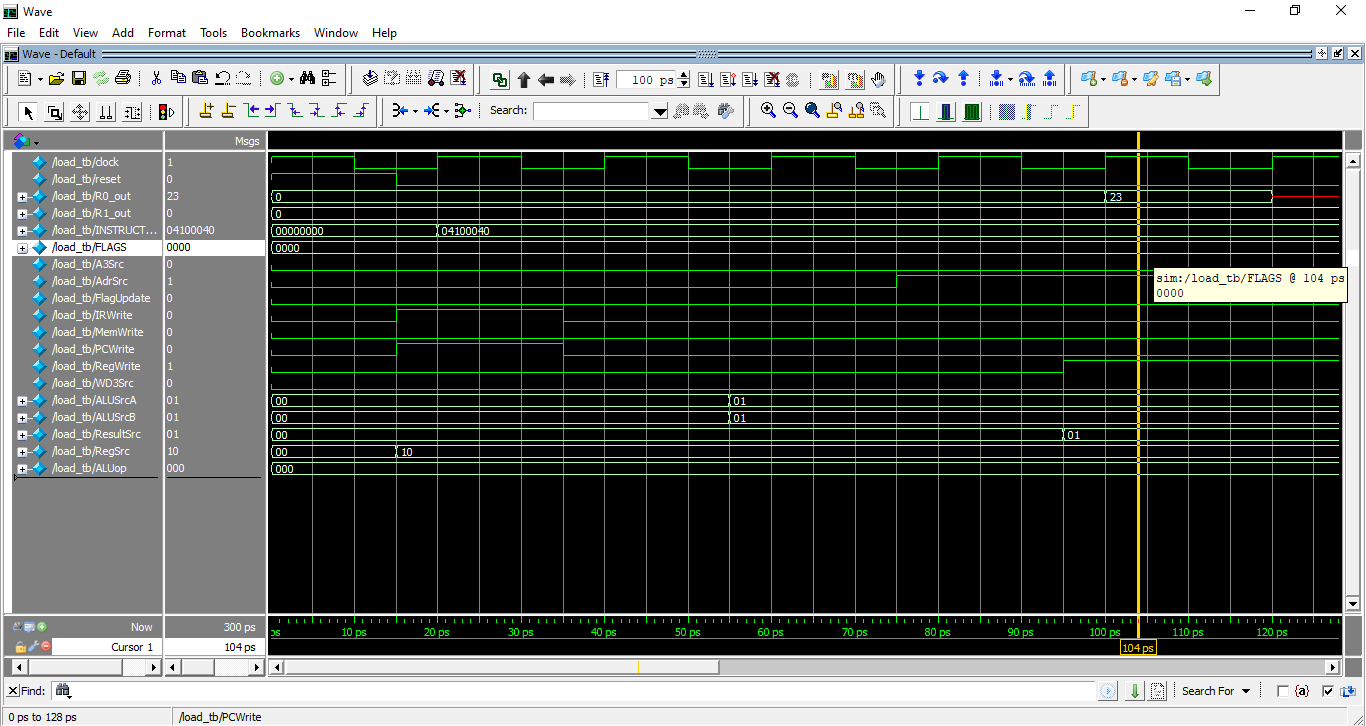 Wave
File Edit View Add Format Tools Bookmarks Window Help
Wave - Default
100 ps
Search:
Msgs
/load_tb/clock 1
/load_tb/reset 0
/load_tb/R0_out 23 0 23
/load_tb/R1_out 0 0
/load_tb/INSTRUCT... 04100040 00000000 04100040
/load_tb/FLAGS 0000 0000
/load_tb/A3Src 0
/load_tb/AdrSrc 1
/load_tb/FlagUpdate 0
/load_tb/IRWrite 0
/load_tb/MemWrite 0
/load_tb/PCWrite 0
/load_tb/RegWrite 1
/load_tb/WD3Src 0
/load_tb/ALUSrcA 01 00 01
/load_tb/ALUSrcB 01 00 01
/load_tb/ResultSrc 01 00 01
/load_tb/RegSrc 10 00 10
/load_tb/ALUop 000 000
sim:/load_tb/FLAGS @ 104 ps
0000
Now 300 ps
ps 10 ps 20 ps 30 ps 40 ps 50 ps 60 ps 70 ps 80 ps 90 ps 100 ps 110 ps 120 ps
Cursor 1 104 ps
104 ps
Find: Search For {a}
0 ps to 128 ps /load_tb/PCWrite